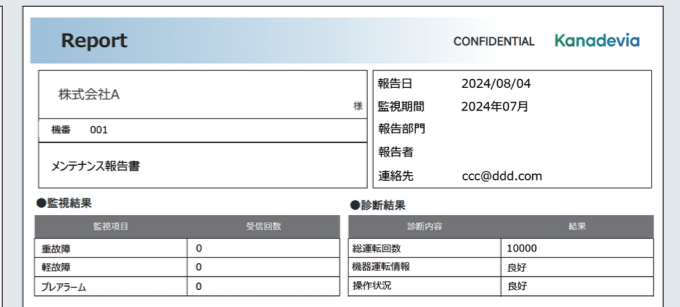 Report
CONFIDENTIAL Kanadevia
株式会社A
様
機番 001
メンテナンス報告書
報告日 2024/08/04
監視期間 2024年07月
報告部門
報告者
連絡先 ccc@ddd.com
●監視結果
監視項目 受信回数
重故障 0
軽故障 0
プレアラーム 0
●診断結果
診断内容 結果
総運転回数 10000
機器運転情報 良好
操作状況 良好